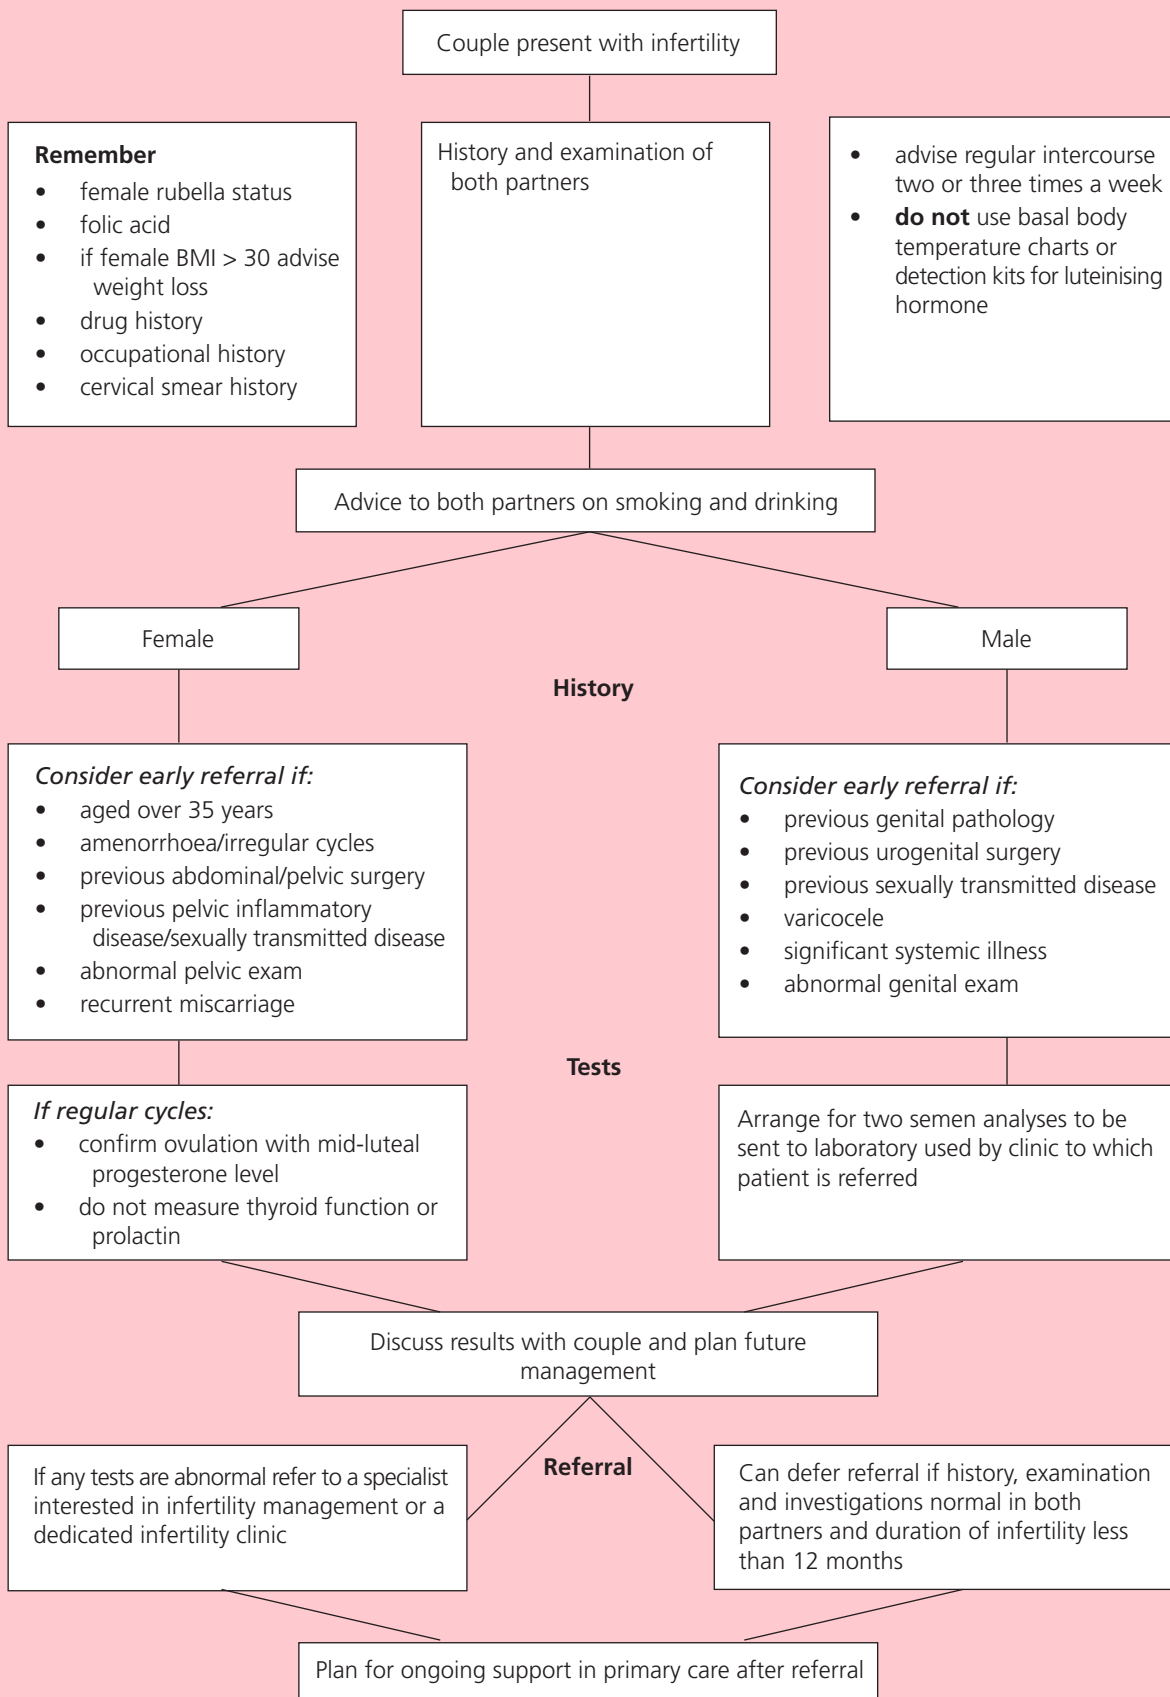 Couple present with infertility
Remember
• female rubella status
• folic acid
• if female BMI > 30 advise
weight loss
• drug history
• occupational history
• cervical smear history
History and examination of
both partners
• advise regular intercourse
two or three times a week
• do not use basal body
temperature charts or
detection kits for luteinising
hormone
Advice to both partners on smoking and drinking
Female
Male
History
Consider early referral if:
• aged over 35 years
• amenorrhoea/irregular cycles
• previous abdominal/pelvic surgery
• previous pelvic inflammatory
disease/sexually transmitted disease
• abnormal pelvic exam
• recurrent miscarriage
Consider early referral if:
• previous genital pathology
• previous urogenital surgery
• previous sexually transmitted disease
• varicocele
• significant systemic illness
• abnormal genital exam
Tests
If regular cycles:
• confirm ovulation with mid-luteal
progesterone level
• do not measure thyroid function or
prolactin
Arrange for two semen analyses to be
sent to laboratory used by clinic to which
patient is referred
Discuss results with couple and plan future
management
Referral
If any tests are abnormal refer to a specialist
interested in infertility management or a
dedicated infertility clinic
Can defer referral if history, examination
and investigations normal in both
partners and duration of infertility less
than 12 months
Plan for ongoing support in primary care after referral